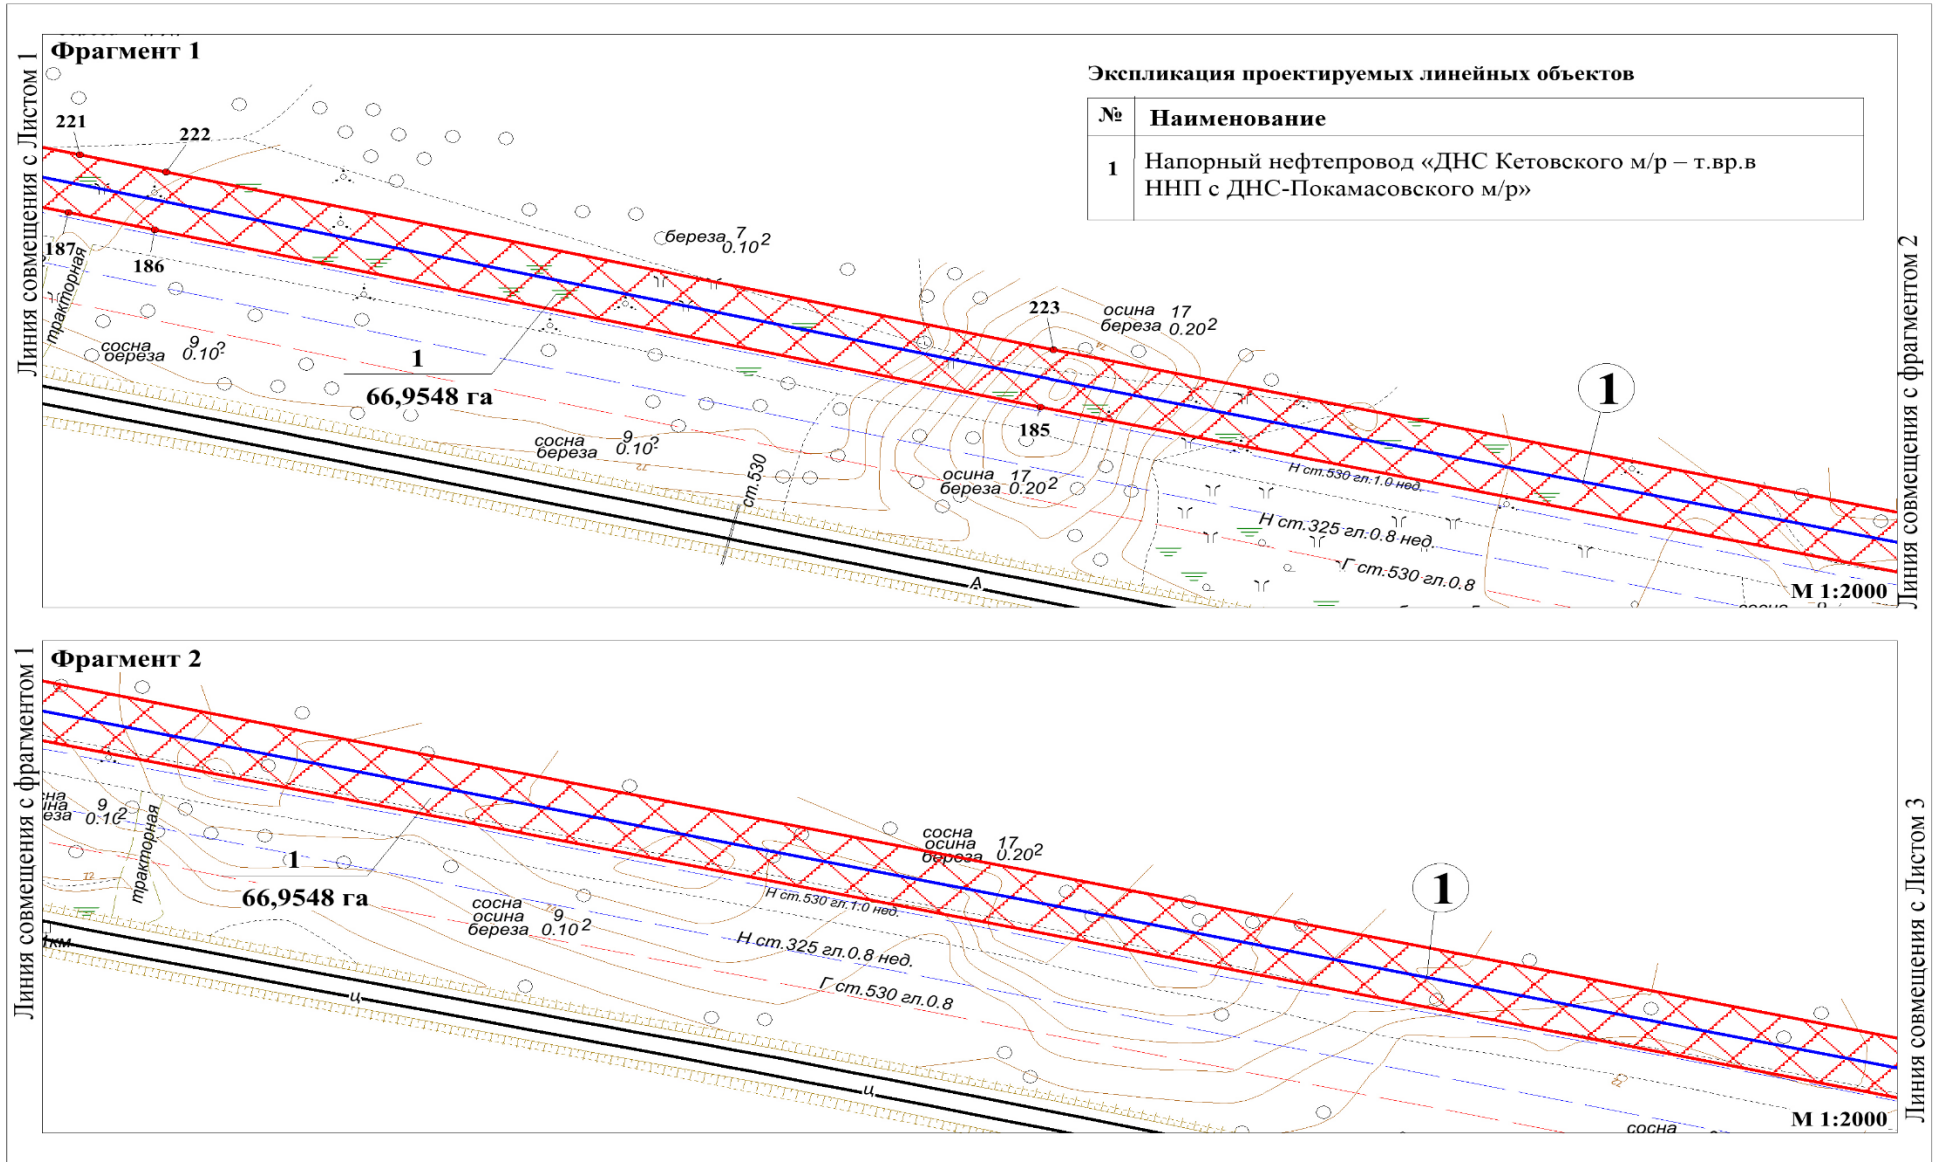 Фрагмент 1
Линия совмещения с Листом 1
Экспликация проектируемых линейных объектов
№ Наименование
1 Напорный нефтепровод «ДНС Кетовского м/р – т.вр.в
ННП с ДНС-Покамасовского м/р»
221
222
187
186
тракторная
береза 7
0.10 2
223
осина 17
береза 0.20 2
74
сосна 9
береза 0.10 2
1
66,9548 га
1
185
сосна 9
береза 0.10 2
72
ст.530
осина 17
береза 0.20 2
Н ст.530 гл.1.0 нед.
Н ст.325 гл.0.8 нед.
Г ст.530 гл.0.8
А
М 1:2000
Линия совмещения с фрагментом 2
Фрагмент 2
Линия совмещения с фрагментом 1
9
0.10 2
тракторная
72
1
66,9548 га
1км
сосна
осина 9
береза 0.10 2
сосна
осина 17
береза 0.20 2
Н ст.530 гл.1.0 нед.
Н ст.325 гл.0.8 нед.
Г ст.530 гл.0.8
ц
ц
1
72
сосна
М 1:2000
Линия совмещения с Листом 3